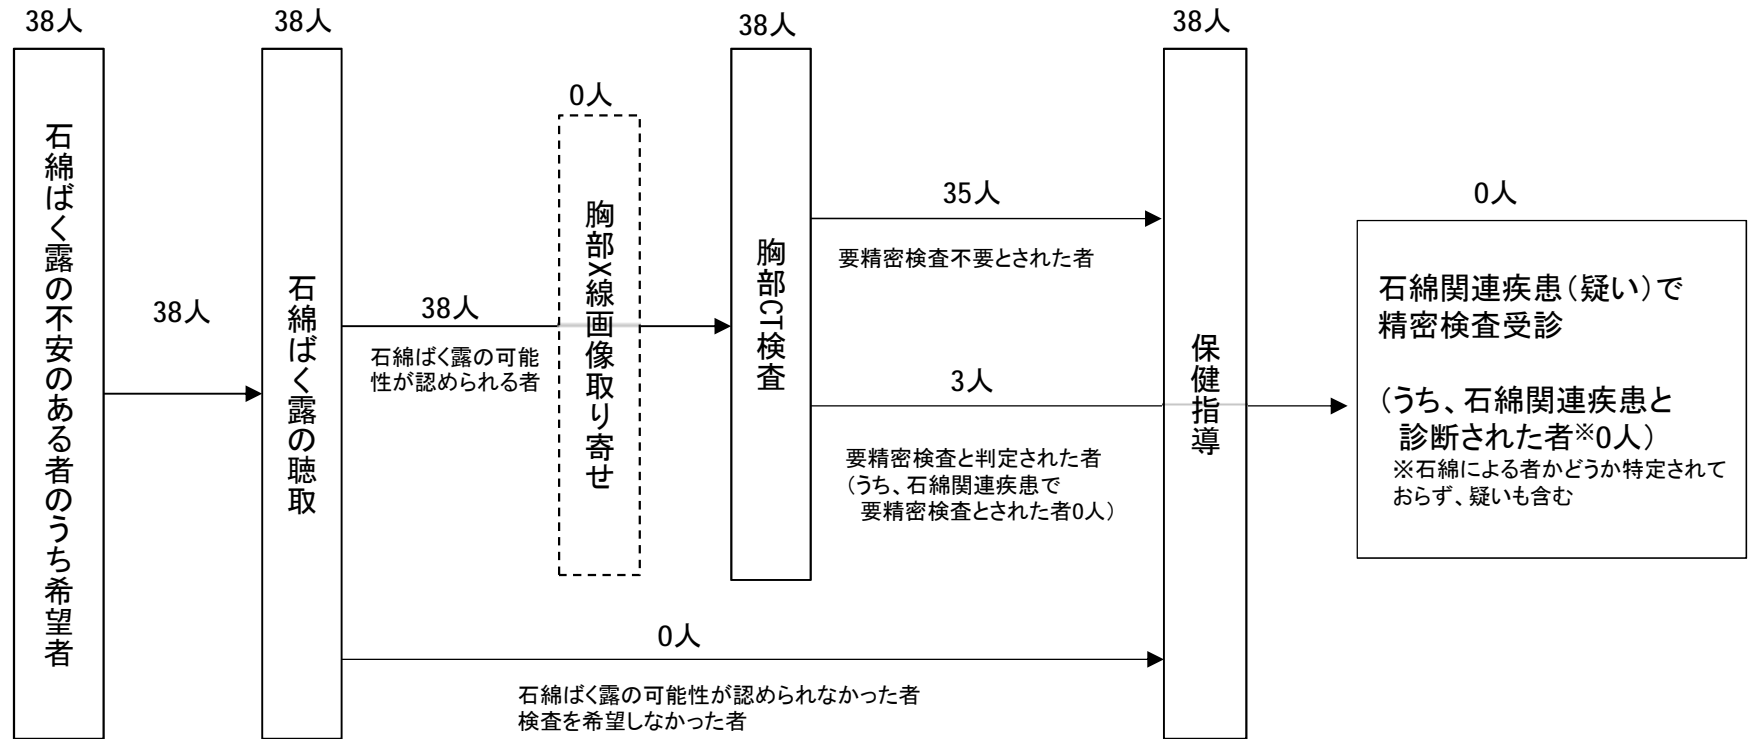 38人
石綿ばく露の不安のある者のうち希望者
38人
38人
石綿ばく露の聴取
38人
石綿ばく露の可能
性が認められる者
0人
胸部X線画像取り寄せ
38人
胸部CT検査
35人
要精密検査不要とされた者
3人
要精密検査と判定された者
(うち、石綿関連疾患で
要精密検査とされた者0人)
0人
石綿ばく露の可能性が認められなかった者
検査を希望しなかった者
38人
保健指導
0人
石綿関連疾患(疑い)で
精密検査受診
(うち、石綿関連疾患と
診断された者※0人)
※石綿による者かどうか特定されて
おらず、疑いも含む